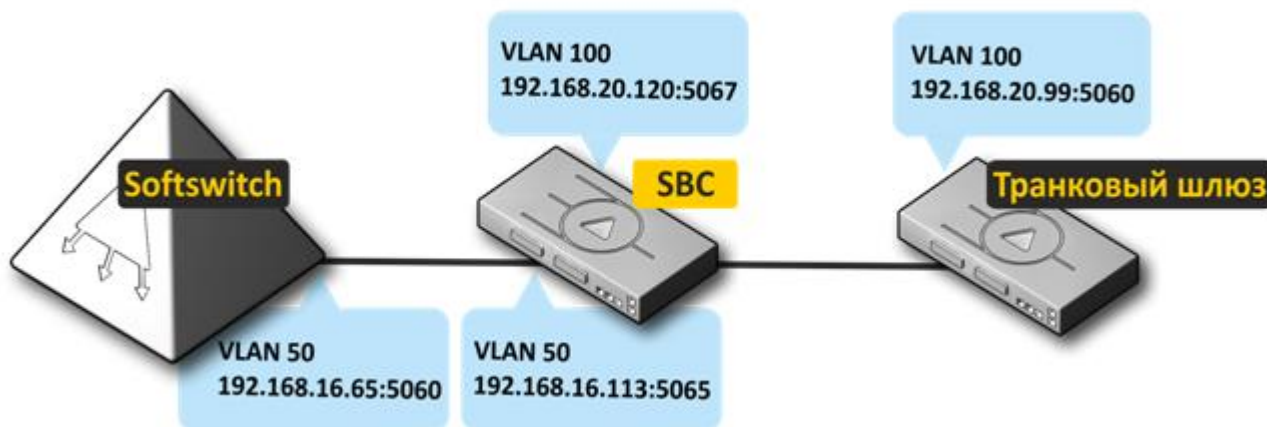 VLAN 100
192.168.20.120:5067
VLAN 100
192.168.20.99:5060
Softswitch
SBC
Транковый шлюз
VLAN 50
192.168.16.65:5060
VLAN 50
192.168.16.113:5065